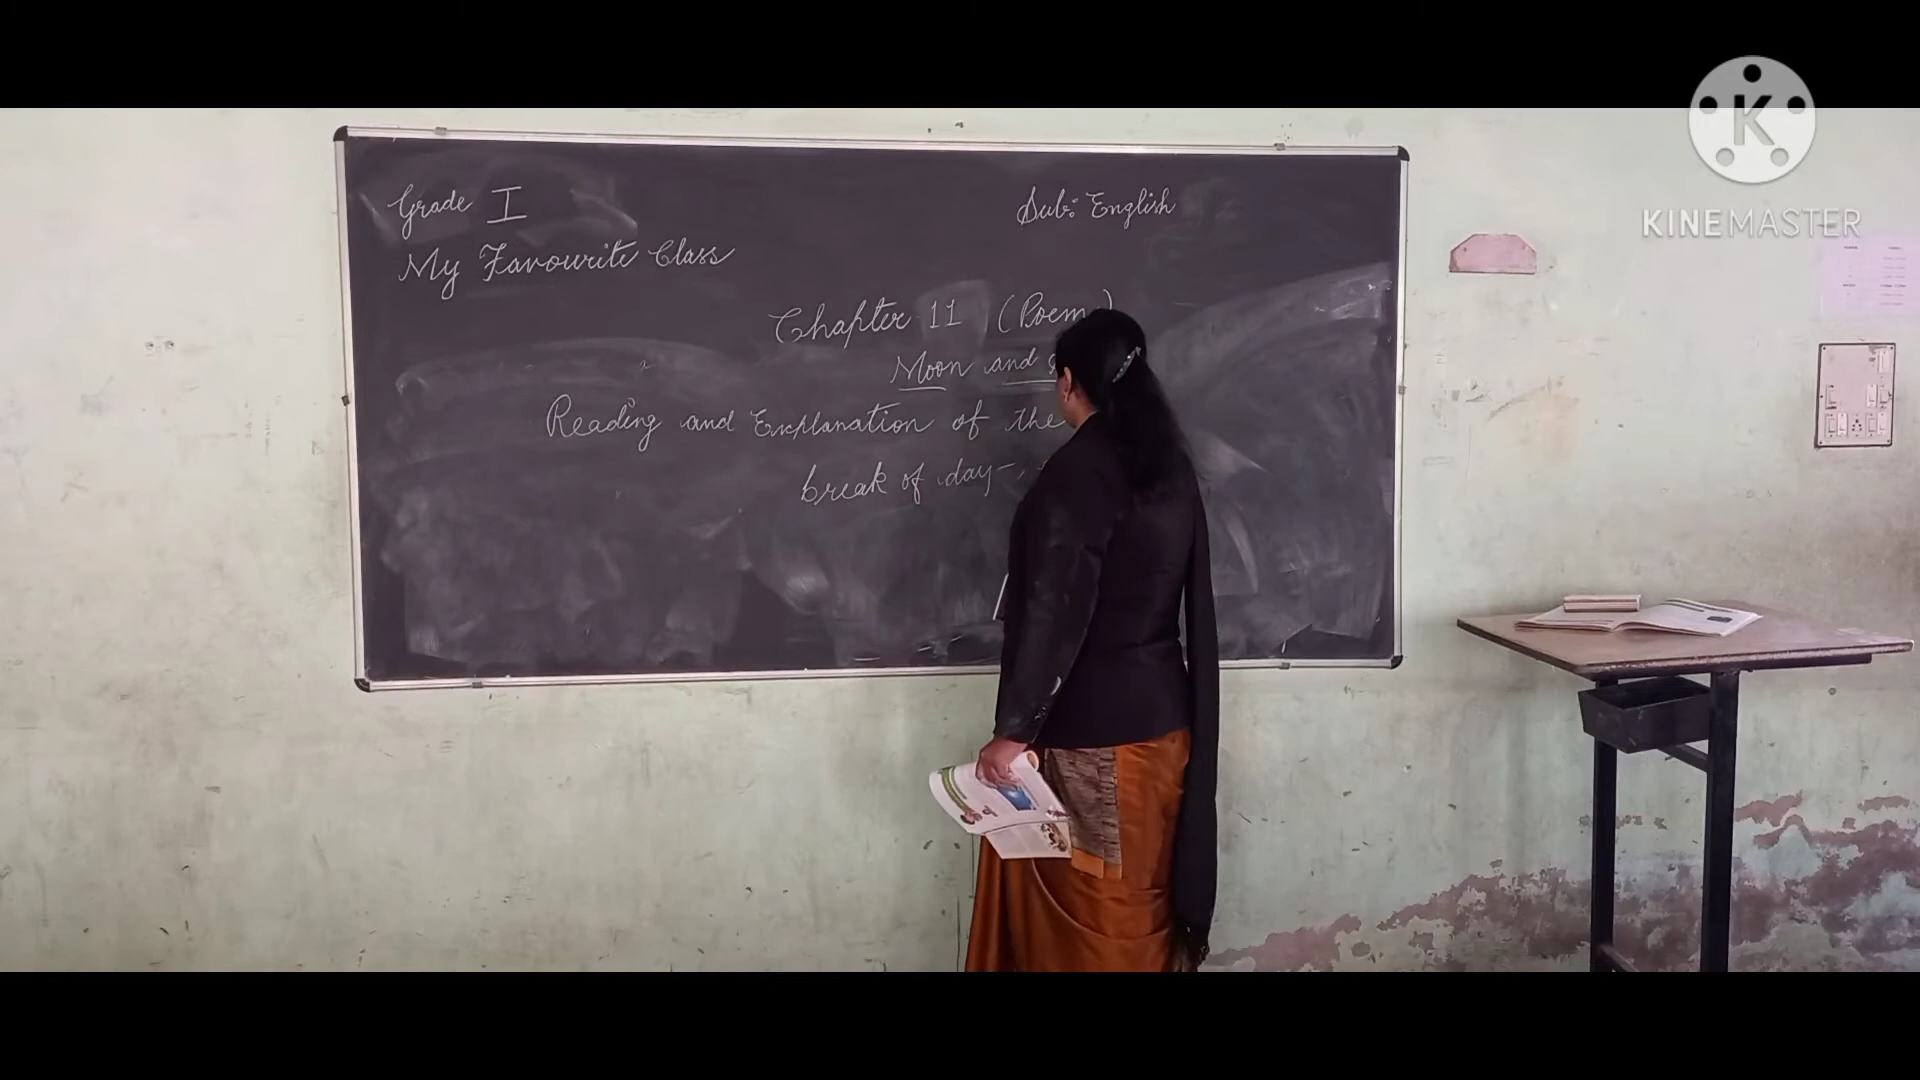 Grade I
Sub: English
My Favourite Class
Chapter 11 (Poem)
Moon and
Reading and Explanation of the
break of day-
K
KINEMASTER